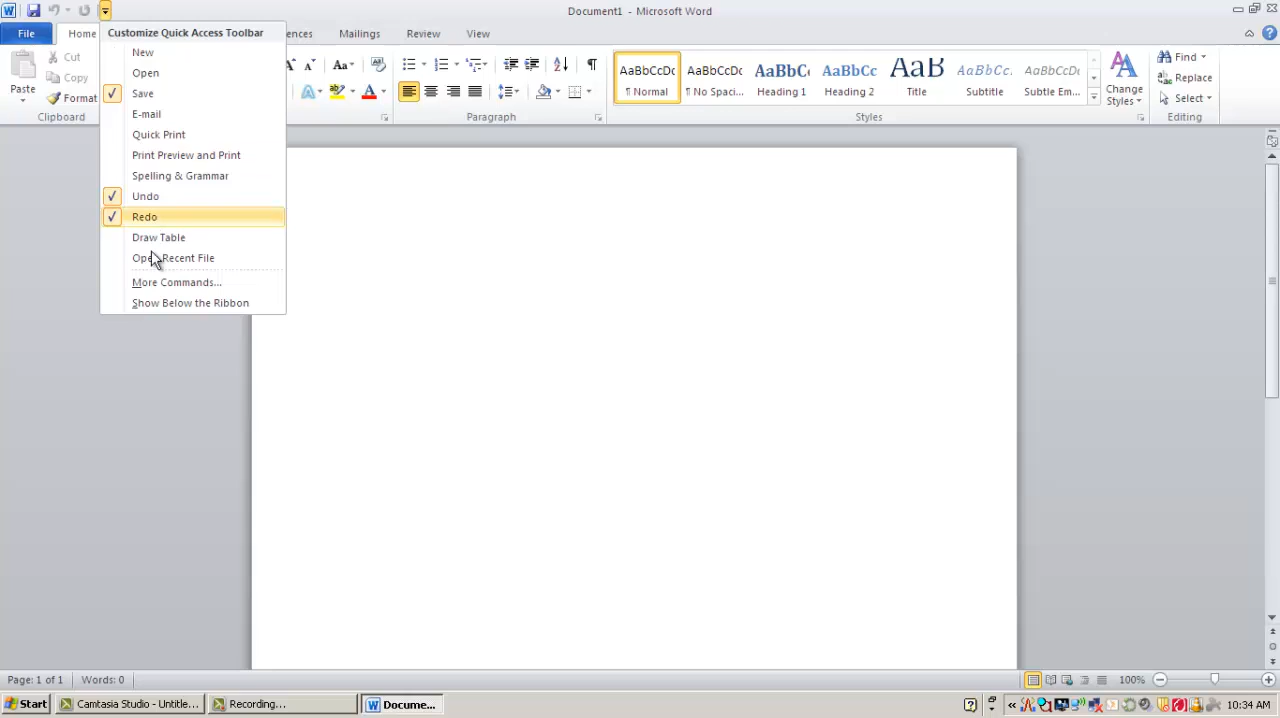 Document1 - Microsoft Word
File
Home
ences
Mailings
Review
View
Customize Quick Access Toolbar
New
Open
Save
E-mail
Quick Print
Print Preview and Print
Spelling & Grammar
Undo
Redo
Draw Table
Open Recent File
More Commands...
Show Below the Ribbon
Paste
Cut
Copy
Format
Clipboard
Aa
Paragraph
AaBbCcDc
¶ Normal
AaBbCcDc
¶ No Spaci...
AaBbCc
Heading 1
AaBbCc
Heading 2
AaB
Title
AaBbCc.
Subtitle
AaBbCcDc
Subtle Em...
Change
Styles
Styles
Find
Replace
Select
Editing
Page: 1 of 1
Words: 0
100%
Start
Camtasia Studio - Untitle...
Recording...
Docume...
10:34 AM